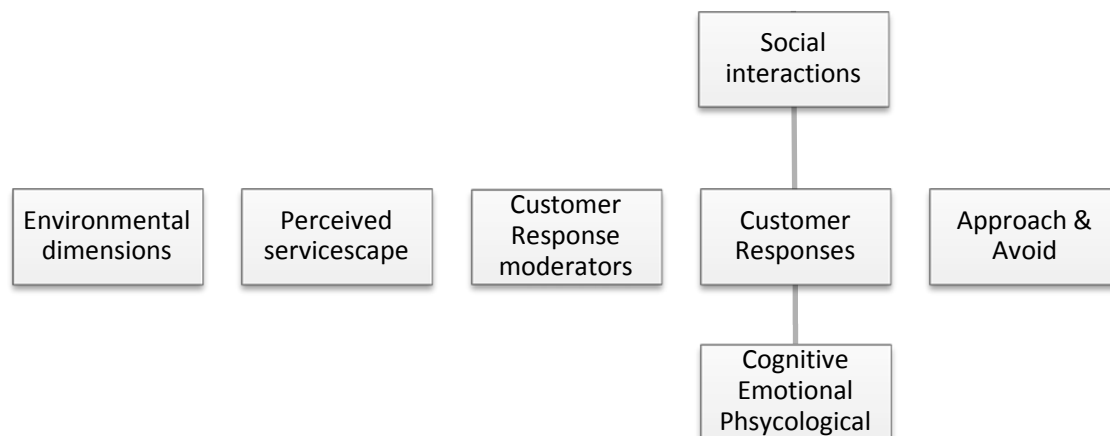 Social
interactions
Environmental
dimensions
Perceived
servicescape
Customer
Response
moderators
Customer
Responses
Approach &
Avoid
Cognitive
Emotional
Phsycological